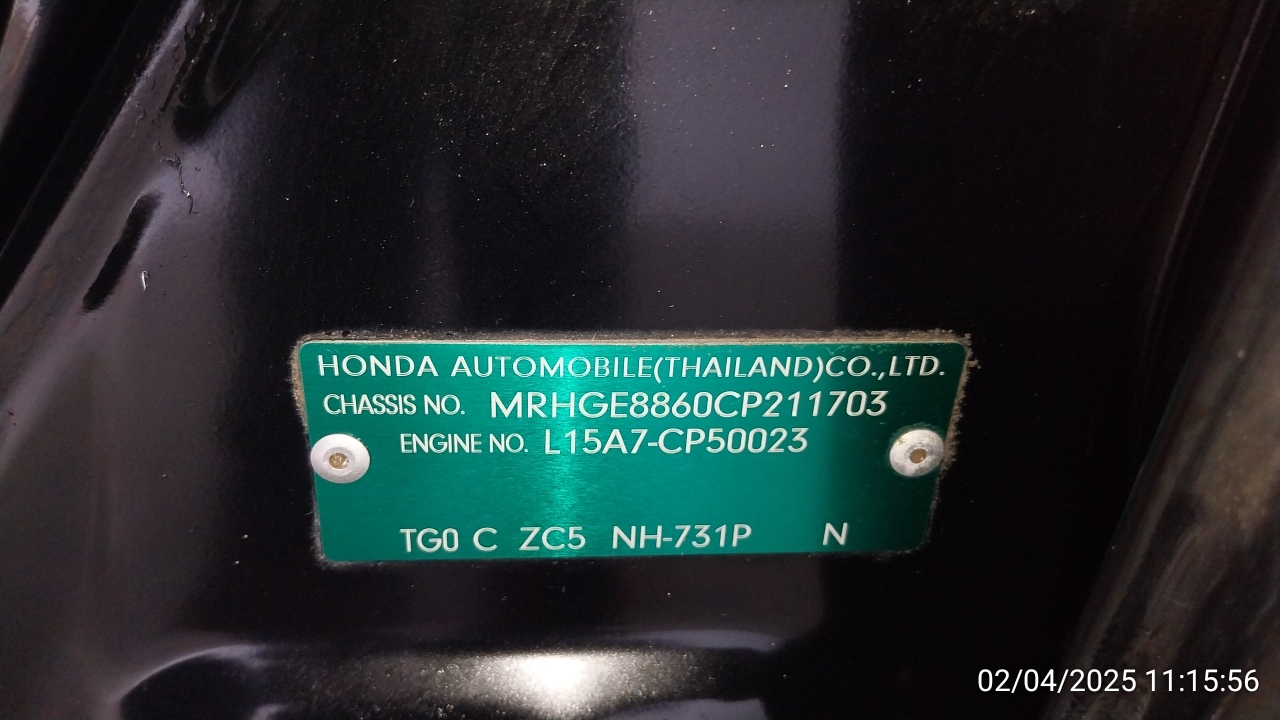 HONDA AUTOMOBILE(THAILAND)CO.,LTD.
CHASSIS NO. MRHGE8860CP211703
ENGINE NO. L15A7-CP50023
TG0 C ZC5 NH-731P N
02/04/2025 11:15:56